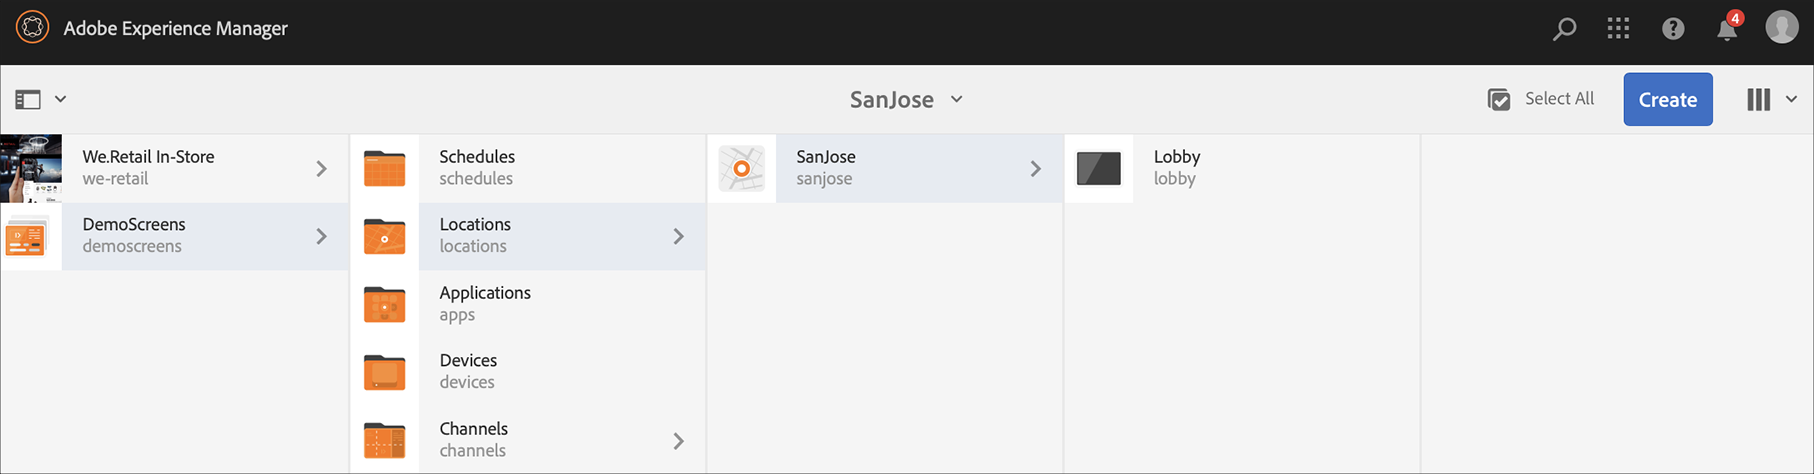 Adobe Experience Manager
4
SanJose
Select All
Create
We.Retail In-Store
we-retail
DemoScreens
demoscreens
Schedules
schedules
Locations
locations
Applications
apps
Devices
devices
Channels
channels
SanJose
sanjose
Lobby
lobby